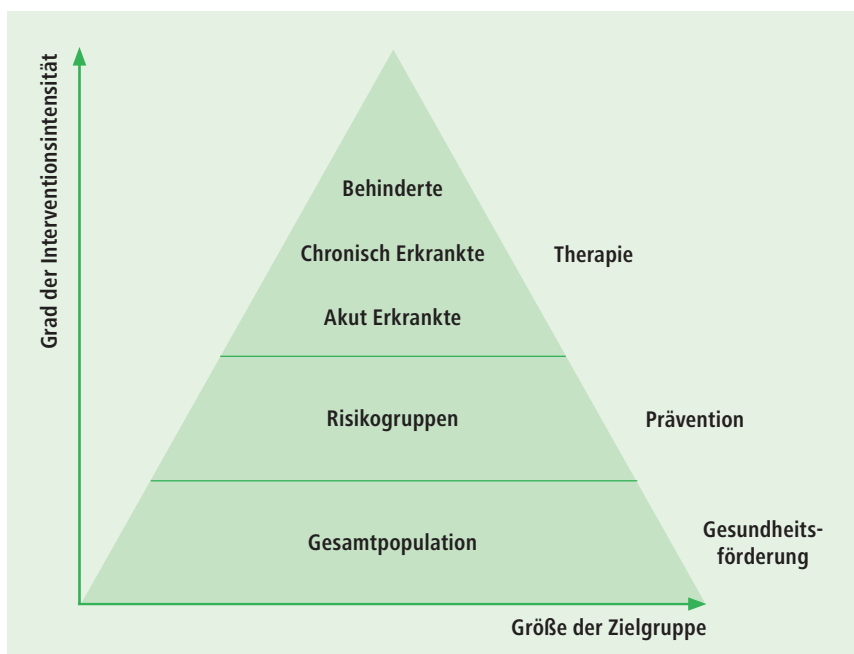 Grad der Interventionsintensität
Behinderte
Chronisch Erkrankte
Therapie
Akut Erkrankte
Risikogruppen
Prävention
Gesamtpopulation
Gesundheits-
förderung
Größe der Zielgruppe